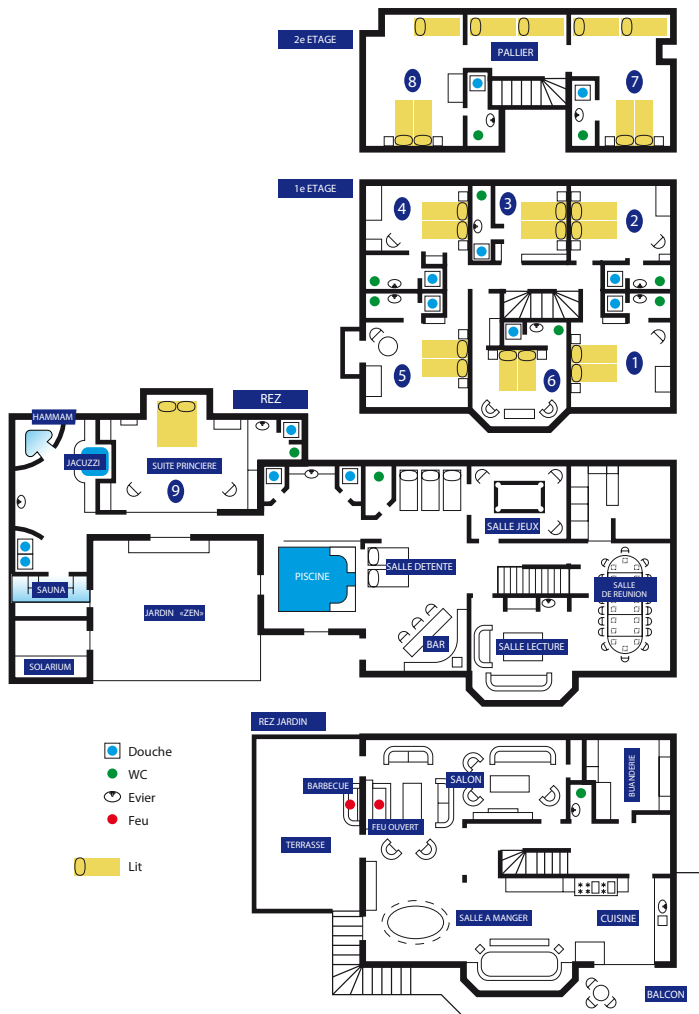 2e ETAGE
PALLIER
8
7
1e ETAGE
4
3
2
5
6
1
REZ
HAMMAM
JACUZZI
SUITE PRINCIERE
9
SALLE JEUX
PISCINE
SALLE DETENTE
SAUNA
JARDIN «ZEN»
SALLE
DE REUNION
BAR
SALLE LECTURE
SOLARIUM
REZ JARDIN
Douche
WC
Evier
Feu
Lit
BARBECUE
SALON
BUANDERIE
FEU OUVERT
TERRASSE
SALLE A MANGER
CUISINE
BALCON